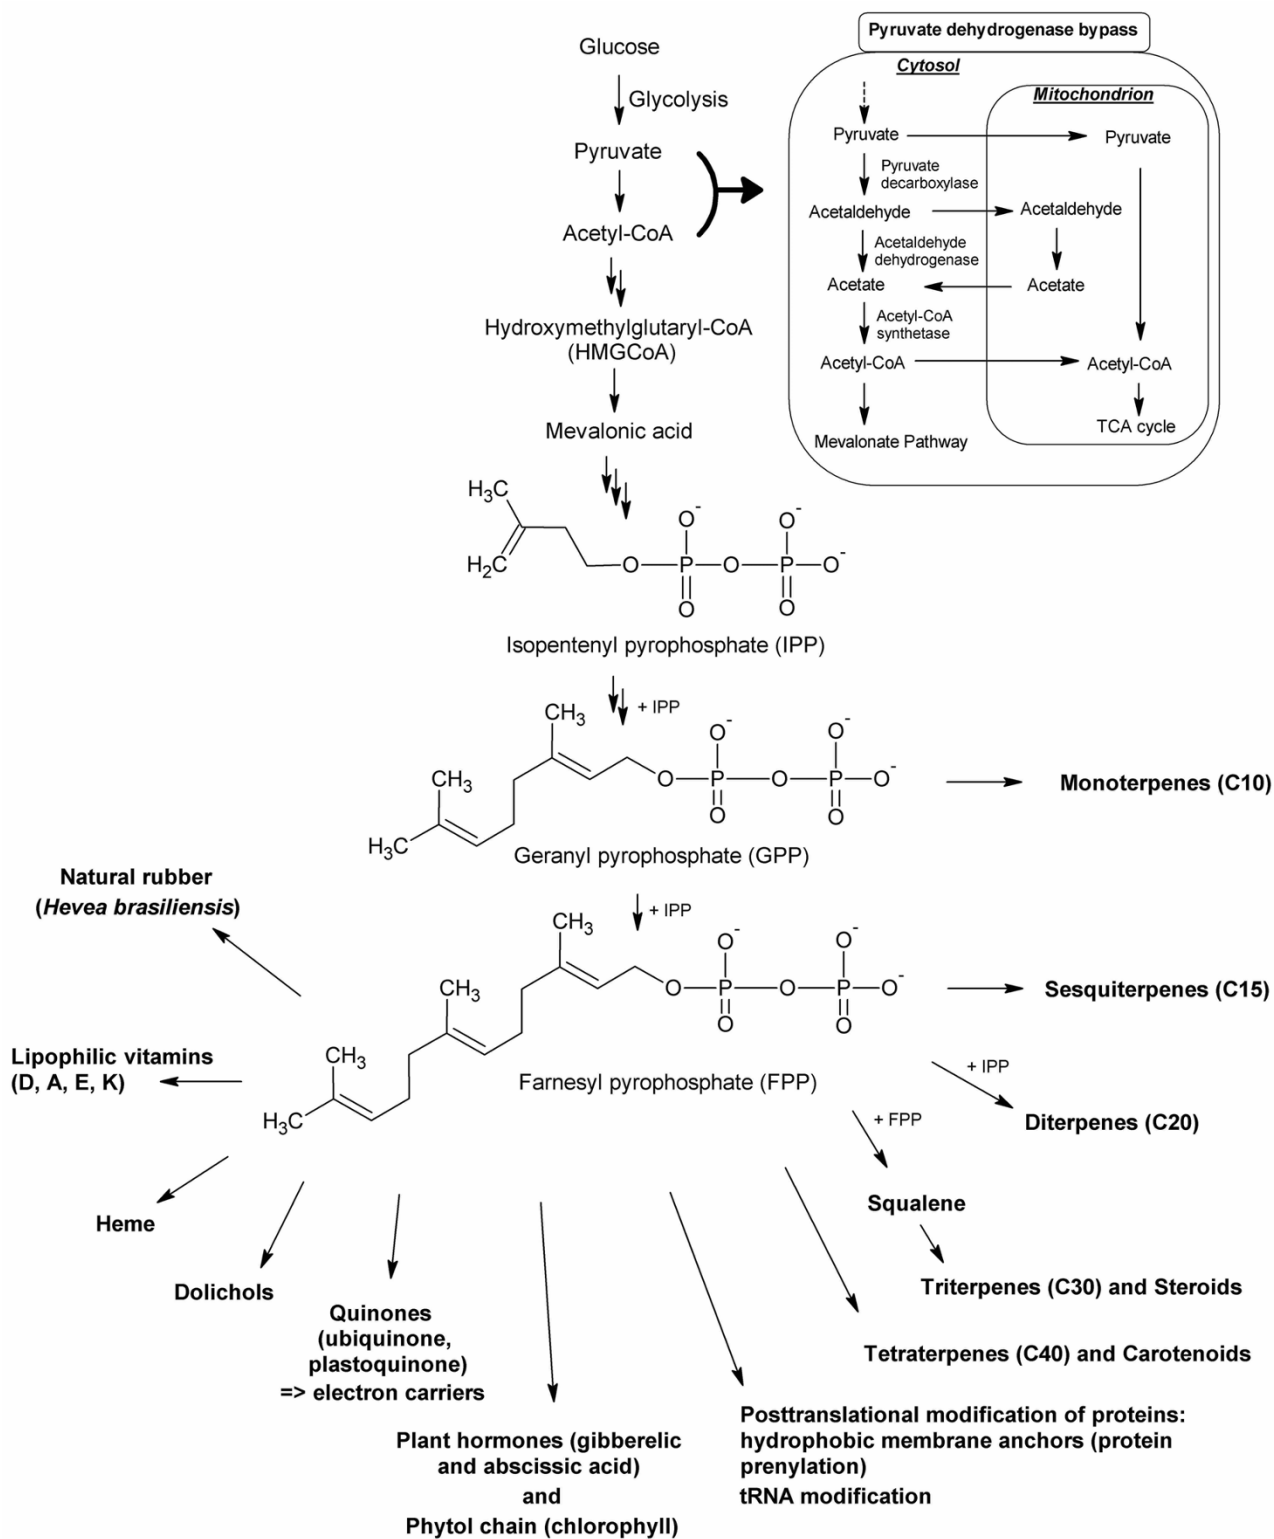 Pyruvate dehydrogenase bypass
Glucose
Cytosol
Glycolysis
Mitochondrion
Pyruvate
Pyruvate
Pyruvate
Pyruvate
decarboxylase
Acetyl-CoA
Acetaldehyde
Acetaldehyde
Acetaldehyde
dehydrogenase
Acetate
Acetate
Acetyl-CoA
synthetase
Hydroxymethylglutaryl-CoA
(HMGCoA)
Acetyl-CoA
Acetyl-CoA
Mevalonic acid
TCA cycle
Mevalonate Pathway
H3C
H2C
O
P
O
P
O-
O-
O-
O
O
Isopentenyl pyrophosphate (IPP)
+ IPP
CH3
CH3
H3C
O
P
O
P
O-
O-
O-
O
O
Monoterpenes (C10)
Geranyl pyrophosphate (GPP)
Natural rubber
(Hevea brasiliensis)
+ IPP
CH3
CH3
CH3
H3C
O
P
O
P
O-
O-
O-
O
O
Sesquiterpenes (C15)
Lipophilic vitamins
(D, A, E, K)
Farnesyl pyrophosphate (FPP)
+ IPP
Diterpenes (C20)
+ FPP
Squalene
Heme
Dolichols
Triterpenes (C30) and Steroids
Quinones
(ubiquinone,
plastoquinone)
=> electron carriers
Tetraterpenes (C40) and Carotenoids
Plant hormones (gibberelic
and abscissic acid)
and
Phytol chain (chlorophyll)
Posttranslational modification of proteins:
hydrophobic membrane anchors (protein
prenylation)
tRNA modification